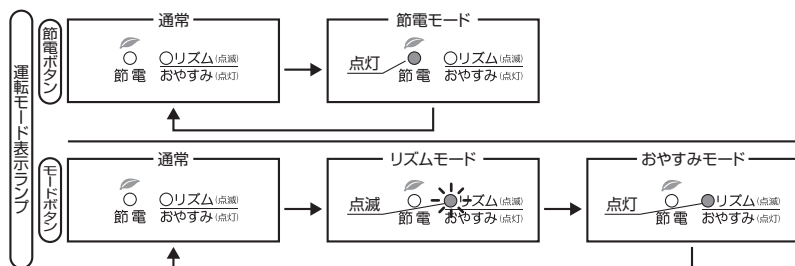 運転モード表示ランプ
節電ボタン
通常
節電
○リズム(点滅)
おやすみ(点灯)
節電モード
点灯
節電
○リズム(点滅)
おやすみ(点灯)
モードボタン
通常
節電
○リズム(点滅)
おやすみ(点灯)
リズムモード
点滅
節電
リズム(点滅)
おやすみ(点灯)
おやすみモード
点灯
節電
リズム(点滅)
おやすみ(点灯)